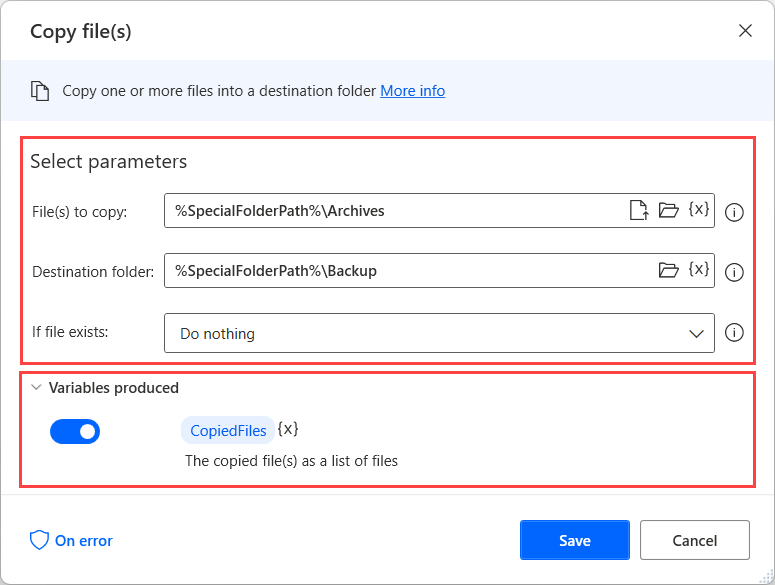 Copy file(s)
Copy one or more files into a destination folder More info
Select parameters
File(s) to copy: %SpecialFolderPath%\Archives {x}
Destination folder: %SpecialFolderPath%\Backup {x}
If file exists: Do nothing
Variables produced
CopiedFiles {x}
The copied file(s) as a list of files
On error Save Cancel